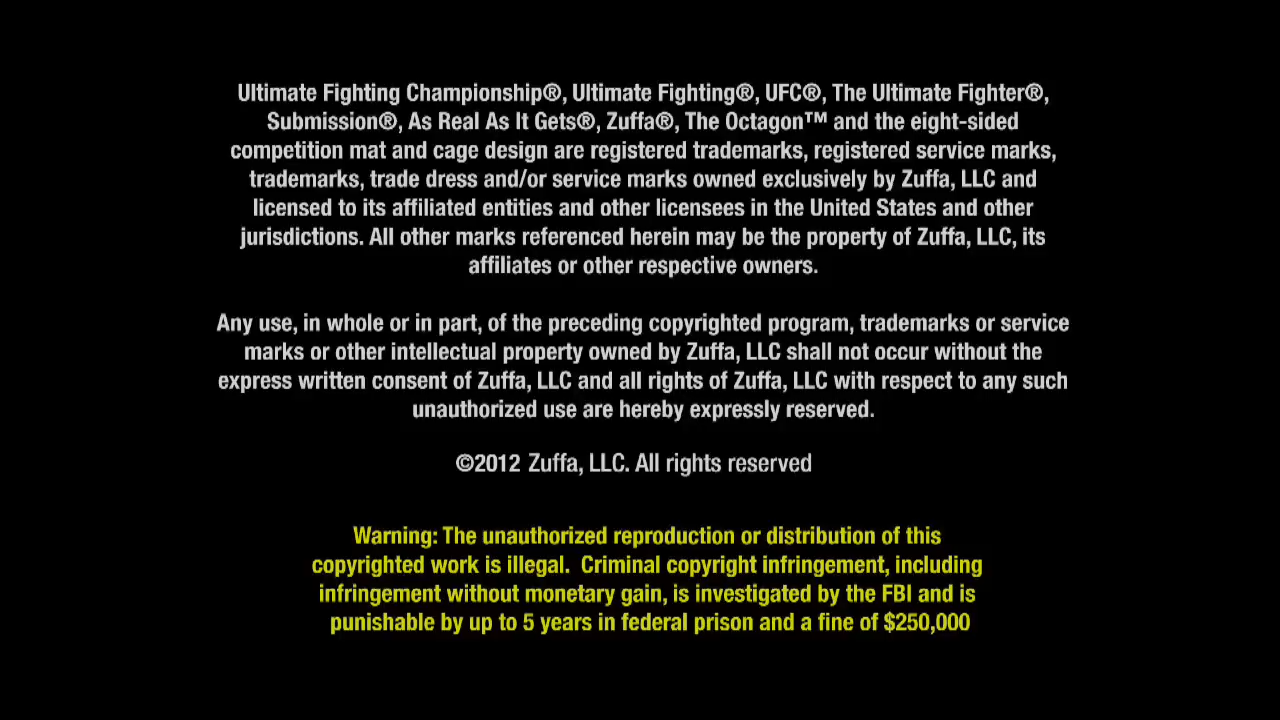 Ultimate Fighting Championship®, Ultimate Fighting®, UFC®, The Ultimate Fighter®,
Submission®, As Real As It Gets®, Zuffa®, The Octagon™ and the eight-sided
competition mat and cage design are registered trademarks, registered service marks,
trademarks, trade dress and/or service marks owned exclusively by Zuffa, LLC and
licensed to its affiliated entities and other licensees in the United States and other
jurisdictions. All other marks referenced herein may be the property of Zuffa, LLC, its
affiliates or other respective owners.
Any use, in whole or in part, of the preceding copyrighted program, trademarks or service
marks or other intellectual property owned by Zuffa, LLC shall not occur without the
express written consent of Zuffa, LLC and all rights of Zuffa, LLC with respect to any such
unauthorized use are hereby expressly reserved.
©2012 Zuffa, LLC. All rights reserved
Warning: The unauthorized reproduction or distribution of this
copyrighted work is illegal.  Criminal copyright infringement, including
infringement without monetary gain, is investigated by the FBI and is
punishable by up to 5 years in federal prison and a fine of $250,000